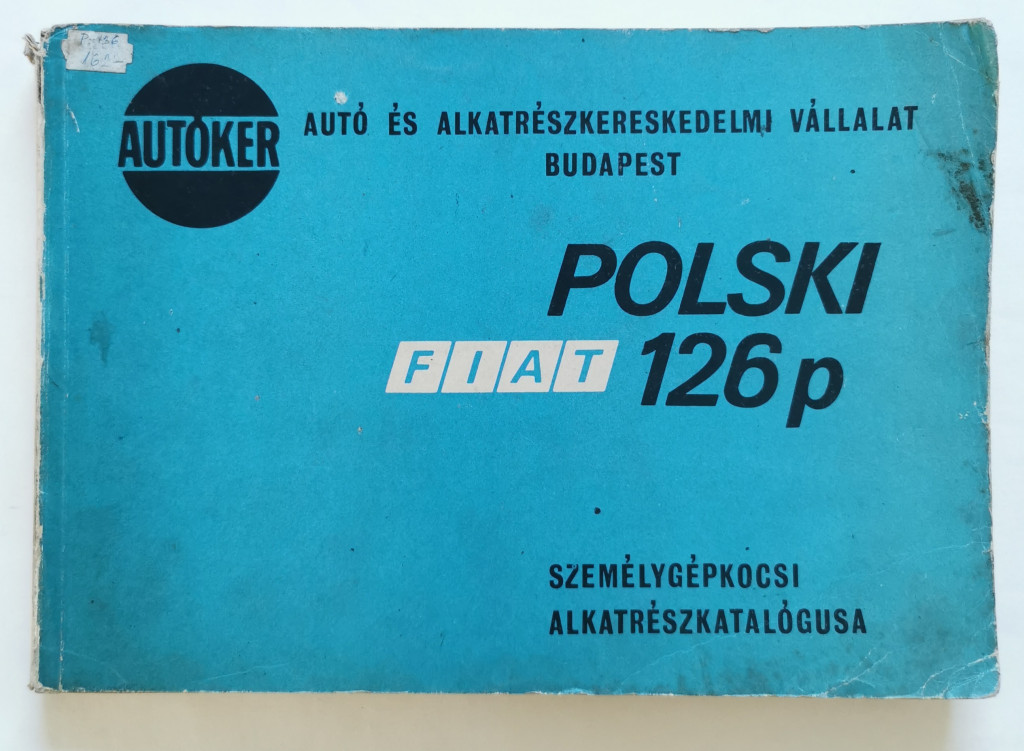 AUTÓKER
AUTÓ ÉS ALKATRÉSZKERESKEDELMI VÁLLALAT
BUDAPEST
POLSKI
FIAT 126p
SZEMÉLYGÉPKOCSI
ALKATRÉSZKATALÓGUSA